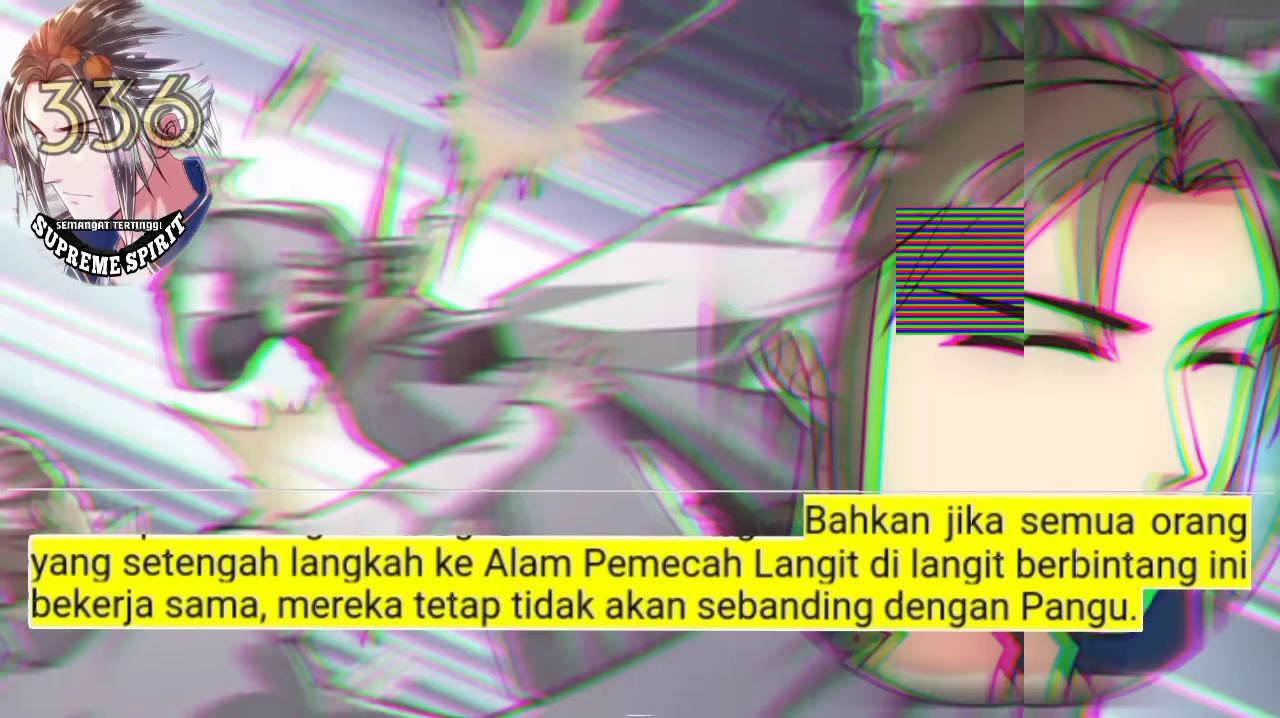 336
SEMANGAT TERTINGGI
SUPREME SPIRIT
Bahkan jika semua orang
yang setengah langkah ke Alam Pemecah Langit di langit berbintang ini
bekerja sama, mereka tetap tidak akan sebanding dengan Pangu.